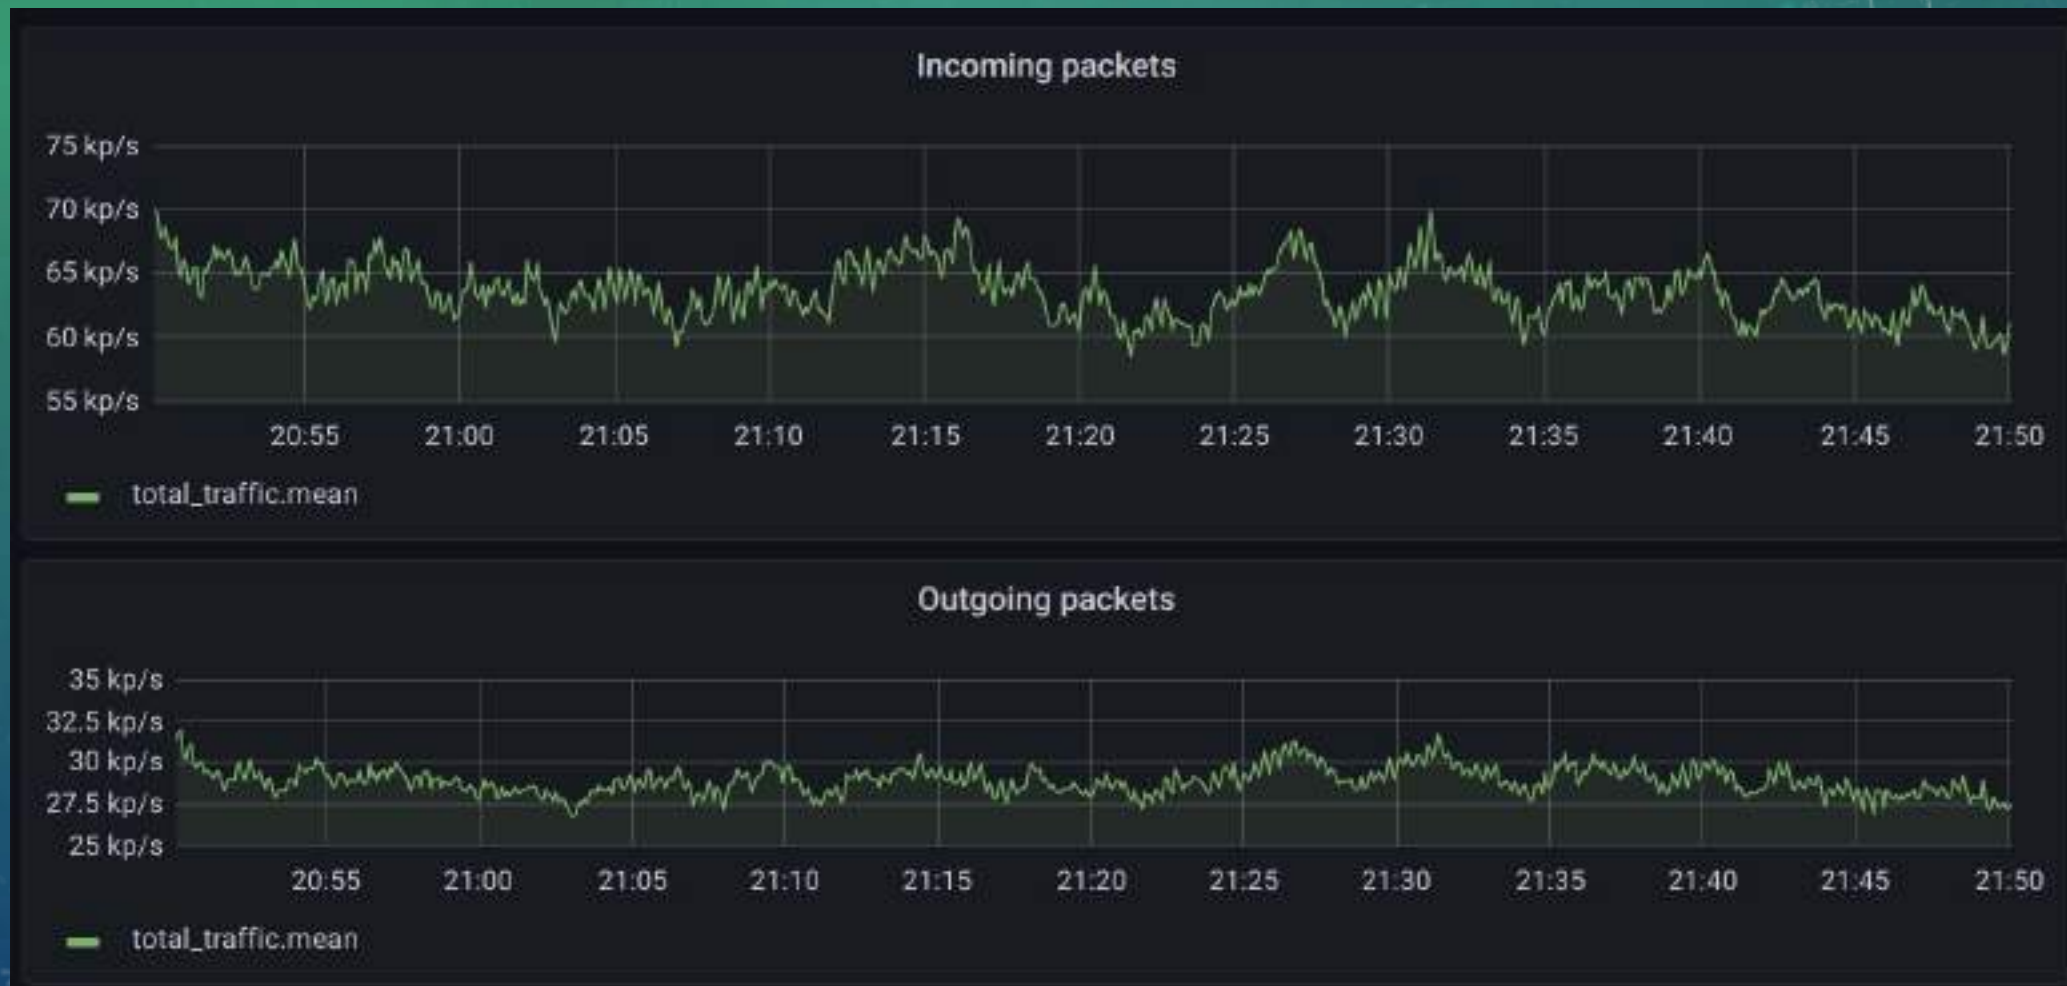 Incoming packets
75 kp/s
70 kp/s
65 kp/s
60 kp/s
55 kp/s
20:55 21:00 21:05 21:10 21:15 21:20 21:25 21:30 21:35 21:40 21:45 21:50
total_traffic.mean
Outgoing packets
35 kp/s
32.5 kp/s
30 kp/s
27.5 kp/s
25 kp/s
20:55 21:00 21:05 21:10 21:15 21:20 21:25 21:30 21:35 21:40 21:45 21:50
total_traffic.mean